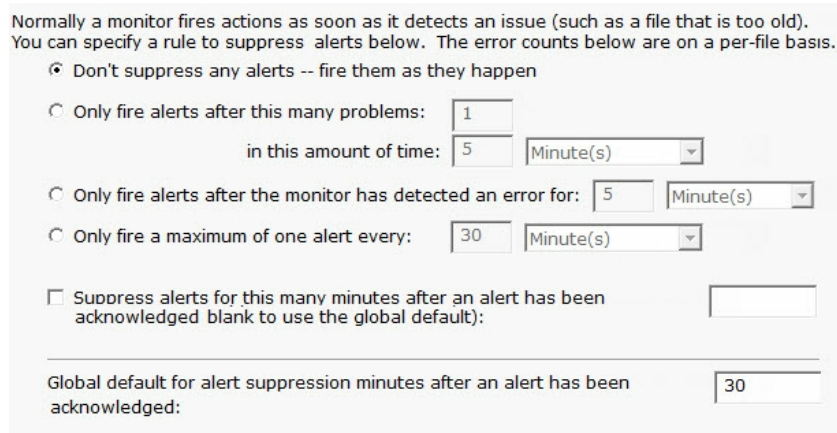 Normally a monitor fires actions as soon as it detects an issue (such as a file that is too old).
You can specify a rule to suppress alerts below. The error counts below are on a per-file basis.
Don't suppress any alerts -- fire them as they happen
Only fire alerts after this many problems: 1
in this amount of time: 5 Minute(s)
Only fire alerts after the monitor has detected an error for: 5 Minute(s)
Only fire a maximum of one alert every: 30 Minute(s)
Suppress alerts for this many minutes after an alert has been
acknowledged blank to use the global default):
Global default for alert suppression minutes after an alert has been 30
acknowledged: